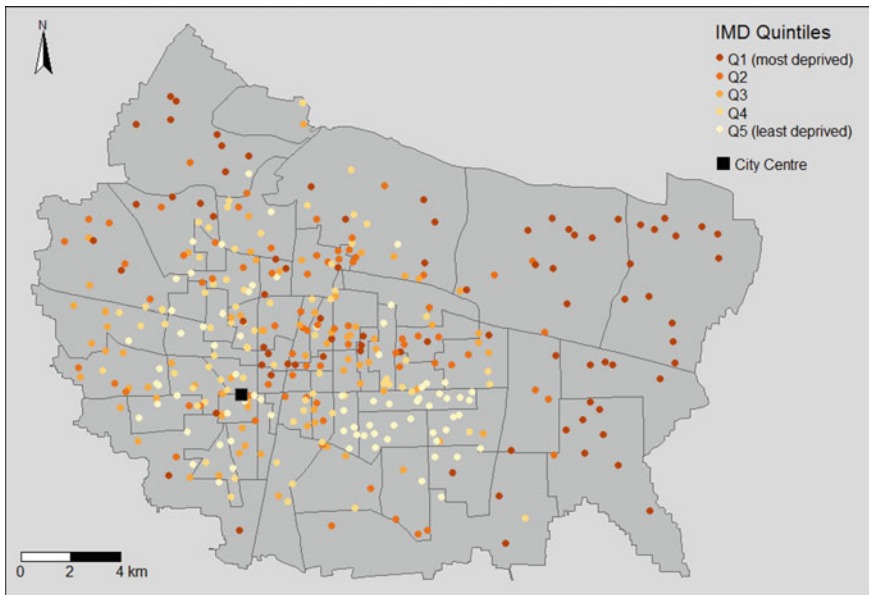 N
IMD Quintiles
Q1 (most deprived)
Q2
Q3
Q4
Q5 (least deprived)
City Centre
0 2 4 km